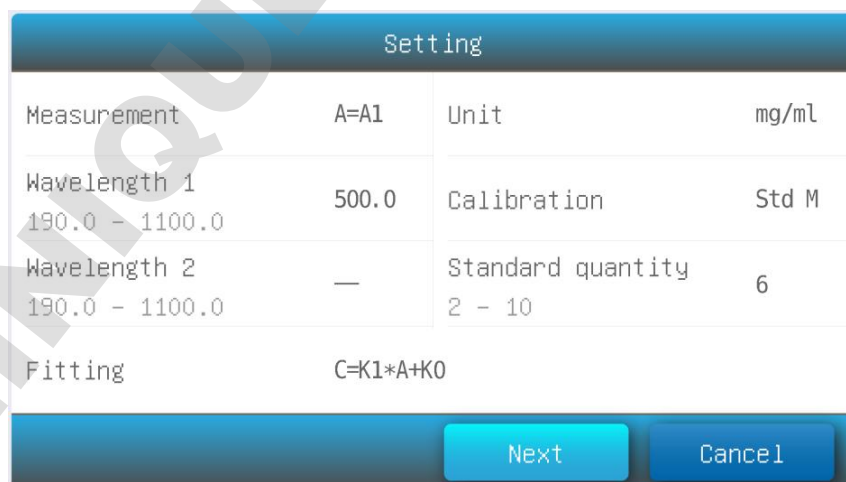 Setting
Measurement A=A1 Unit mg/ml
Wavelength 1 500.0 Calibration Std M
190.0 - 1100.0
Wavelength 2 — Standard quantity 6
190.0 - 1100.0 2 - 10
Fitting C=K1*A+K0
Next Cancel